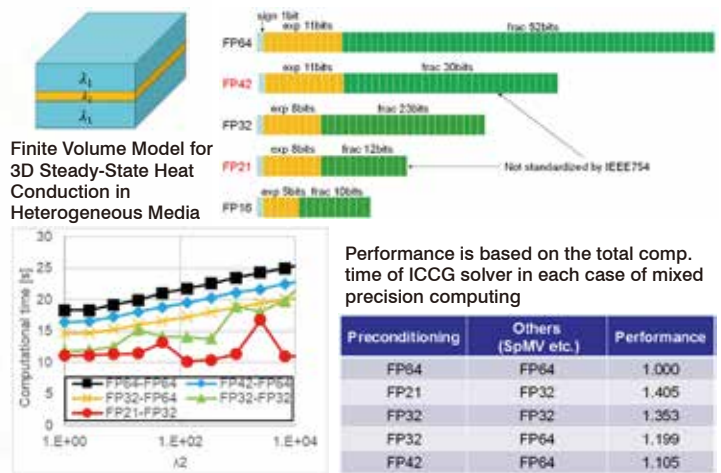 sign 1bit
exp 11bits
frac 52bits
FP64
exp 11bits
frac 30bits
FP42
exp 8bits
frac 23bits
FP32
exp 8bits
frac 12bits
FP21
Not standardized by IEEE754
exp 5bits
frac 10bits
FP16
λ1
λ2
λ1
Finite Volume Model for
3D Steady-State Heat
Conduction in
Heterogeneous Media
Computational time [s]
30
25
20
15
10
5
0
FP64-FP64
FP42-FP64
FP32-FP64
FP32-FP32
FP21-FP32
1.E+00
1.E+02
1.E+04
λ2
Performance is based on the total comp.
time of ICCG solver in each case of mixed
precision computing
Preconditioning Others (SpMV etc.) Performance
FP64 FP64 1.000
FP21 FP32 1.405
FP32 FP32 1.353
FP32 FP64 1.199
FP42 FP64 1.105